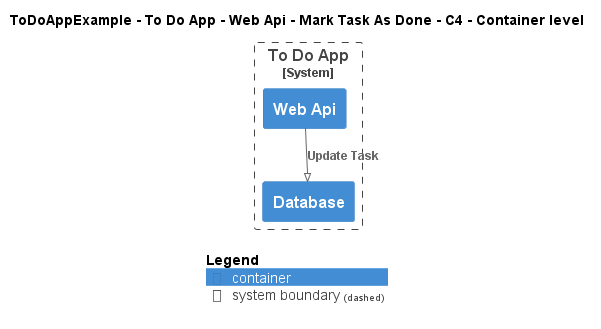 ToDoAppExample - To Do App - Web Api - Mark Task As Done - C4 - Container level
To Do App
[System]
Web Api
Update Task
Database
Legend
container
system boundary (dashed)